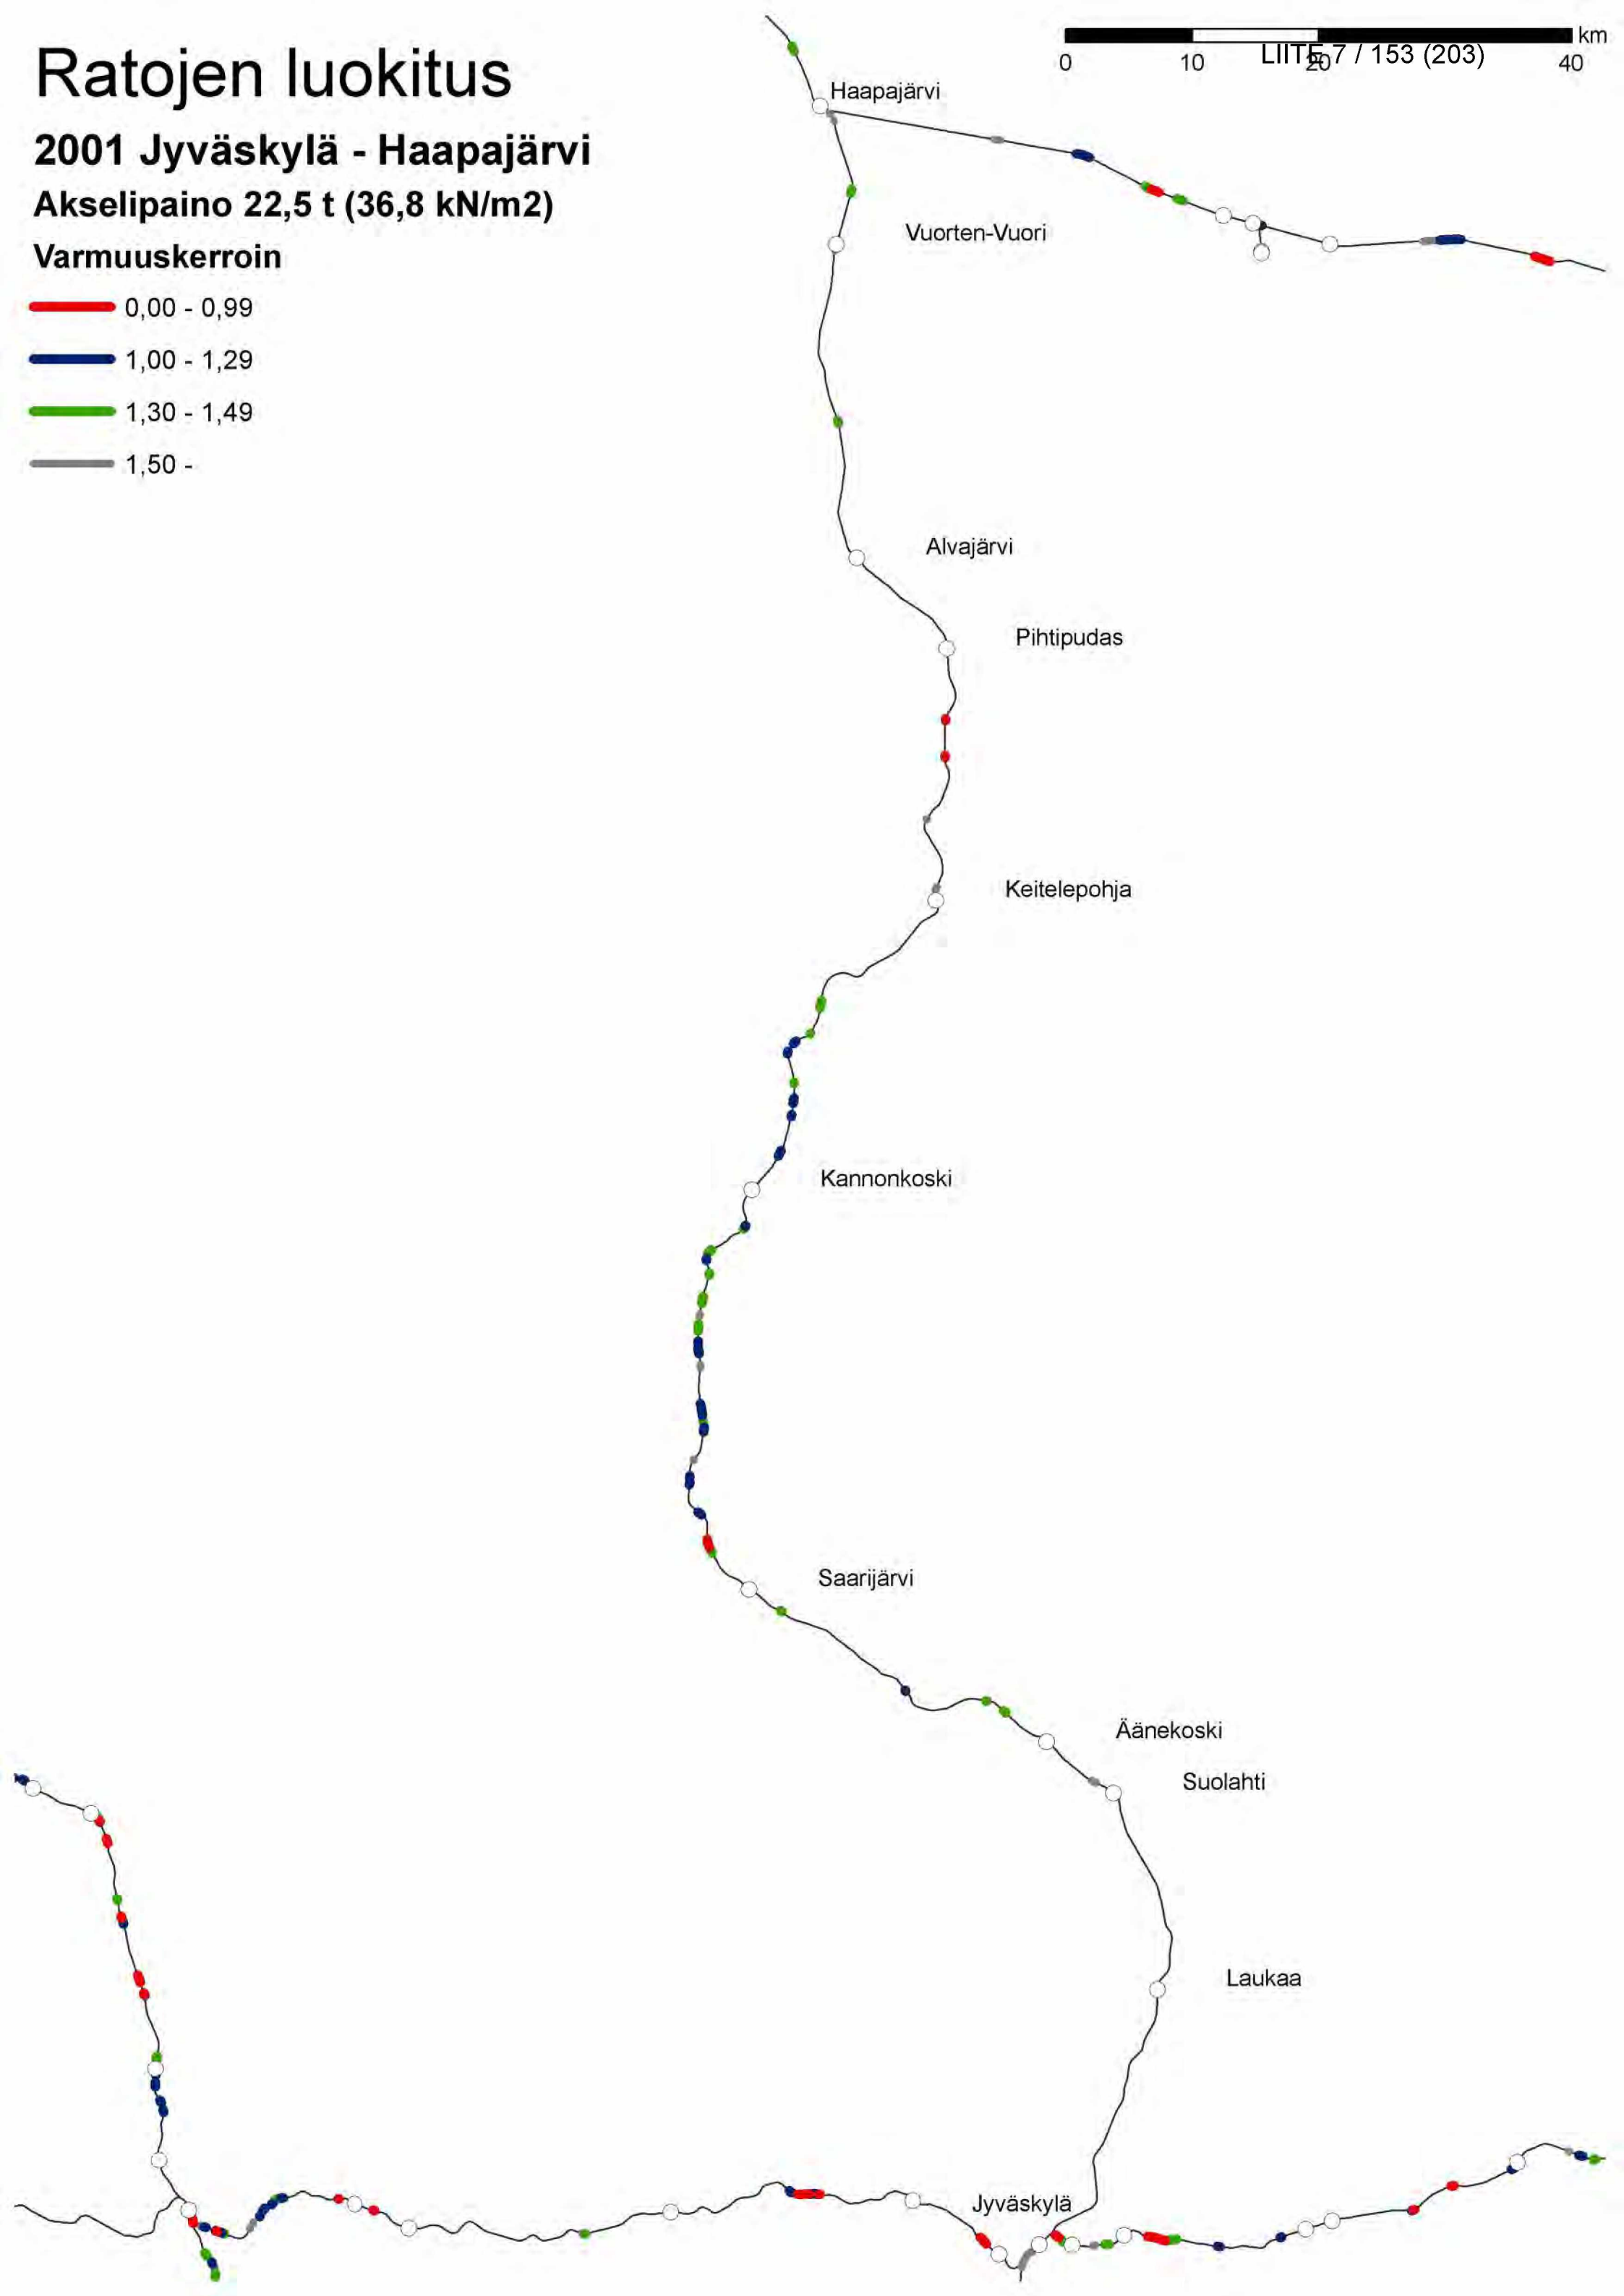 Ratojen luokitus
2001 Jyväskylä - Haapajärvi
Akselipaino 22,5 t (36,8 kN/m2)
Varmuuskerroin
0,00 - 0,99
1,00 - 1,29
1,30 - 1,49
1,50 -
km
LIITE 7 / 153 (203)
0 10 20 40
Haapajärvi
Vuorten-Vuori
Alvajärvi
Pihtipudas
Keitelepohja
Kannonkoski
Saarijärvi
Äänekoski
Suolahti
Laukaa
Jyväskylä